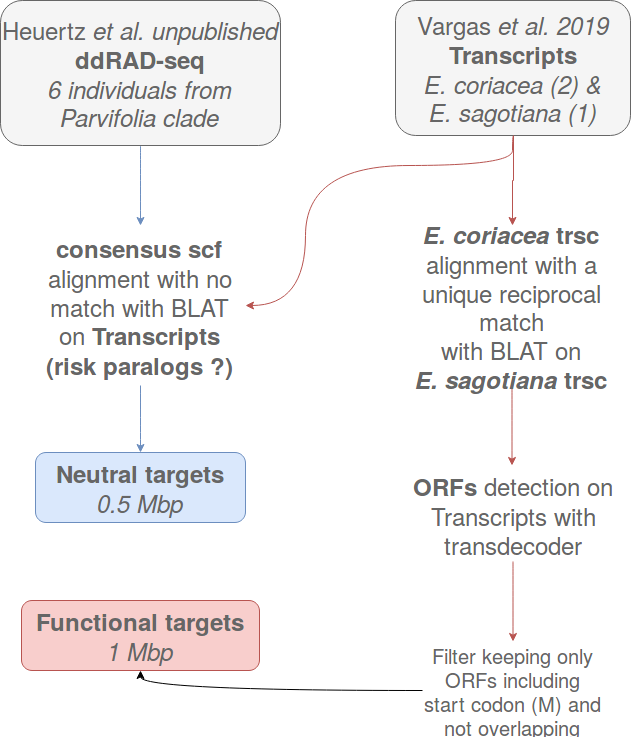 Heuertz et al. unpublished
ddRAD-seq
6 individuals from
Parvifolia clade
Vargas et al. 2019
Transcripts
E. coriacea (2) &
E. sagotiana (1)
consensus scf
alignment with no
match with BLAT
on Transcripts
(risk paralogs ?)
E. coriacea trsc
alignment with a
unique reciprocal
match
with BLAT on
E. sagotiana trsc
Neutral targets
0.5 Mbp
ORFs detection on
Transcripts with
transdecoder
Functional targets
1 Mbp
Filter keeping only
ORFs including
start codon (M) and
not overlapping